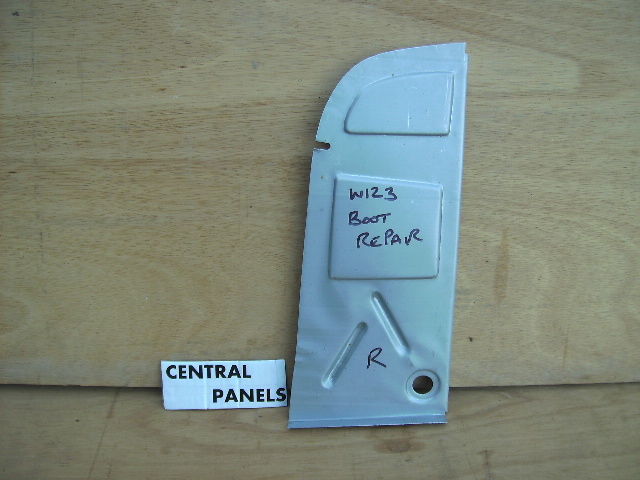 W123
BOOT
REPAIR
R
CENTRAL
PANELS